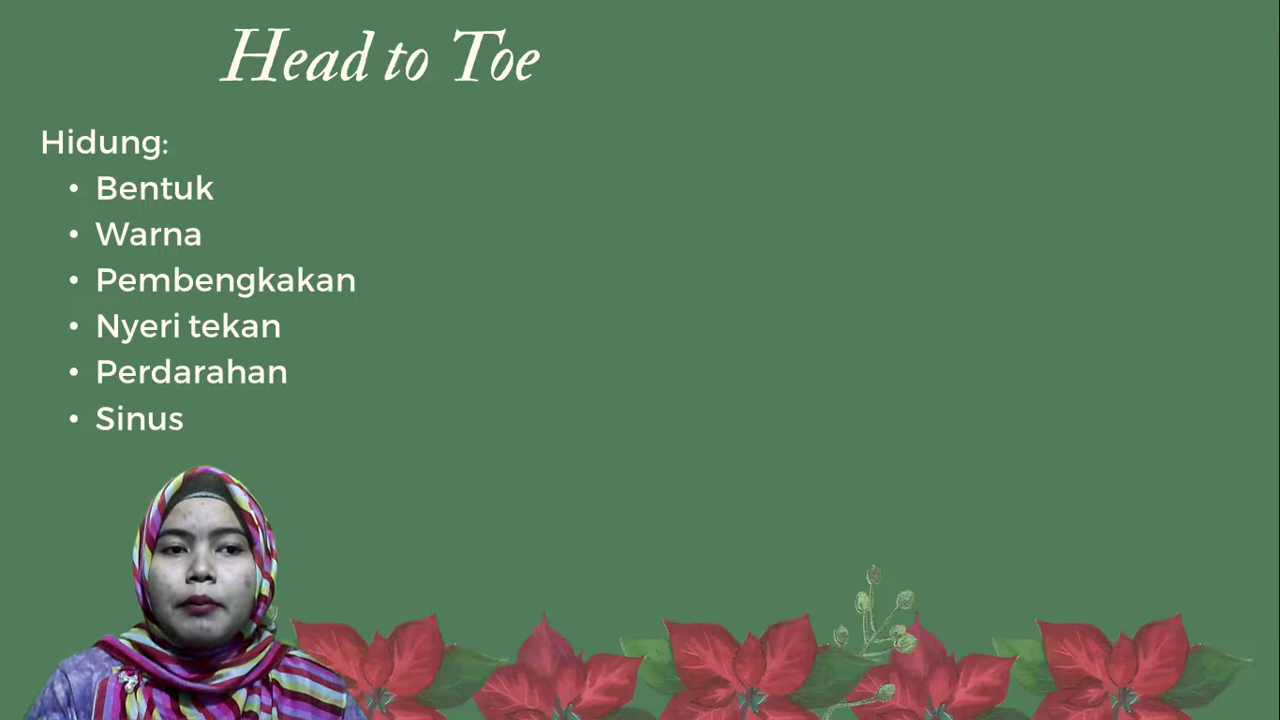 Head to Toe
Hidung:
• Bentuk
• Warna
• Pembengkakan
• Nyeri tekan
• Perdarahan
• Sinus